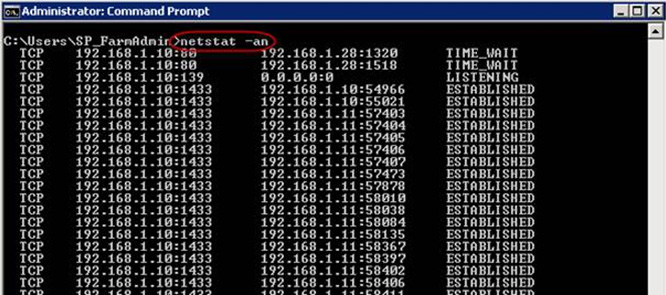 Administrator: Command Prompt
C:\Users\SP_FarmAdmin>netstat -an
TCP 192.168.1.10:80 192.168.1.28:1320 TIME_WAIT
TCP 192.168.1.10:80 192.168.1.28:1518 TIME_WAIT
TCP 192.168.1.10:139 0.0.0.0:0 LISTENING
TCP 192.168.1.10:1433 192.168.1.10:54966 ESTABLISHED
TCP 192.168.1.10:1433 192.168.1.10:55021 ESTABLISHED
TCP 192.168.1.10:1433 192.168.1.11:57403 ESTABLISHED
TCP 192.168.1.10:1433 192.168.1.11:57404 ESTABLISHED
TCP 192.168.1.10:1433 192.168.1.11:57405 ESTABLISHED
TCP 192.168.1.10:1433 192.168.1.11:57406 ESTABLISHED
TCP 192.168.1.10:1433 192.168.1.11:57407 ESTABLISHED
TCP 192.168.1.10:1433 192.168.1.11:57473 ESTABLISHED
TCP 192.168.1.10:1433 192.168.1.11:57878 ESTABLISHED
TCP 192.168.1.10:1433 192.168.1.11:58010 ESTABLISHED
TCP 192.168.1.10:1433 192.168.1.11:58038 ESTABLISHED
TCP 192.168.1.10:1433 192.168.1.11:58084 ESTABLISHED
TCP 192.168.1.10:1433 192.168.1.11:58135 ESTABLISHED
TCP 192.168.1.10:1433 192.168.1.11:58367 ESTABLISHED
TCP 192.168.1.10:1433 192.168.1.11:58397 ESTABLISHED
TCP 192.168.1.10:1433 192.168.1.11:58402 ESTABLISHED
TCP 192.168.1.10:1433 192.168.1.11:58406 ESTABLISHED
TCP 192.168.1.10:1433 192.168.1.11:58411 ESTABLISHED